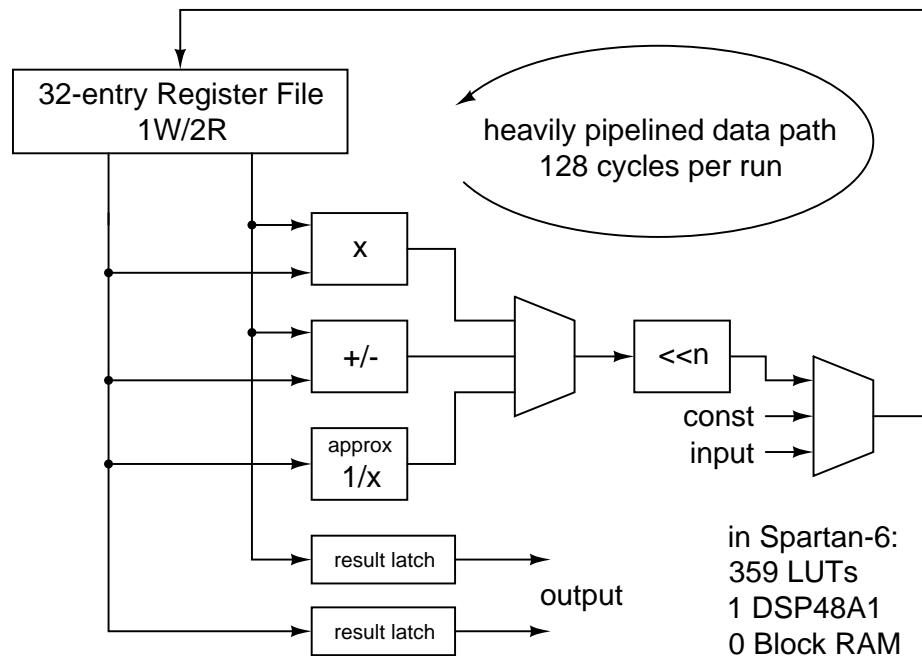 32-entry Register File
1W/2R
heavily pipelined data path
128 cycles per run
x
+/-
<<n
const
input
approx
1/x
result latch
output
result latch
in Spartan-6:
359 LUTs
1 DSP48A1
0 Block RAM